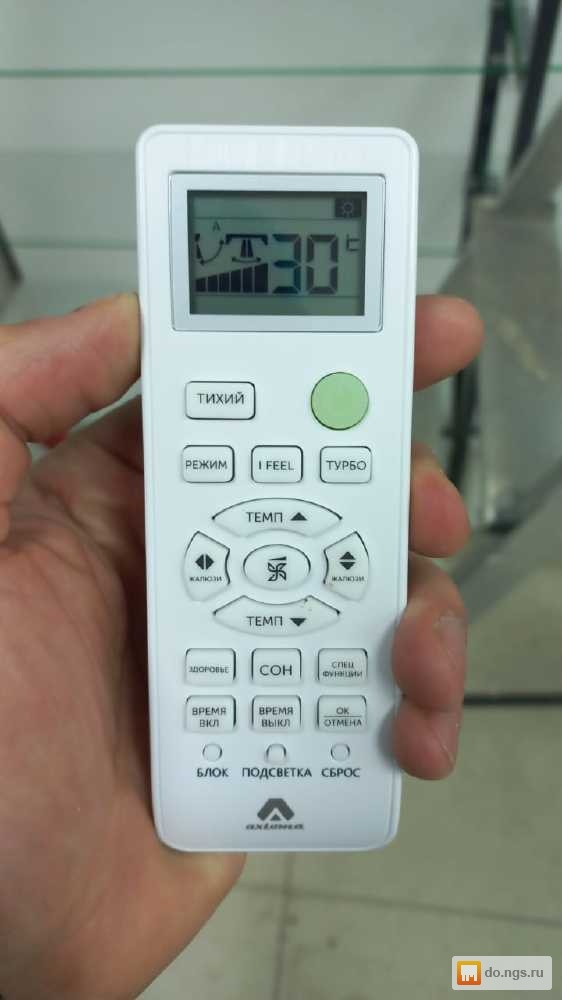 A
30 °C
ТИХИЙ
РЕЖИМ I FEEL ТУРБО
ТЕМП ▲
ЖАЛЮЗИ ЖАЛЮЗИ
ТЕМП ▼
ЗДОРОВЬЕ СОН СПЕЦ ФУНКЦИИ
ВРЕМЯ ВКЛ ВРЕМЯ ВЫКЛ ОК ОТМЕНА
БЛОК ПОДСВЕТКА СБРОС
axioma
do.ngs.ru